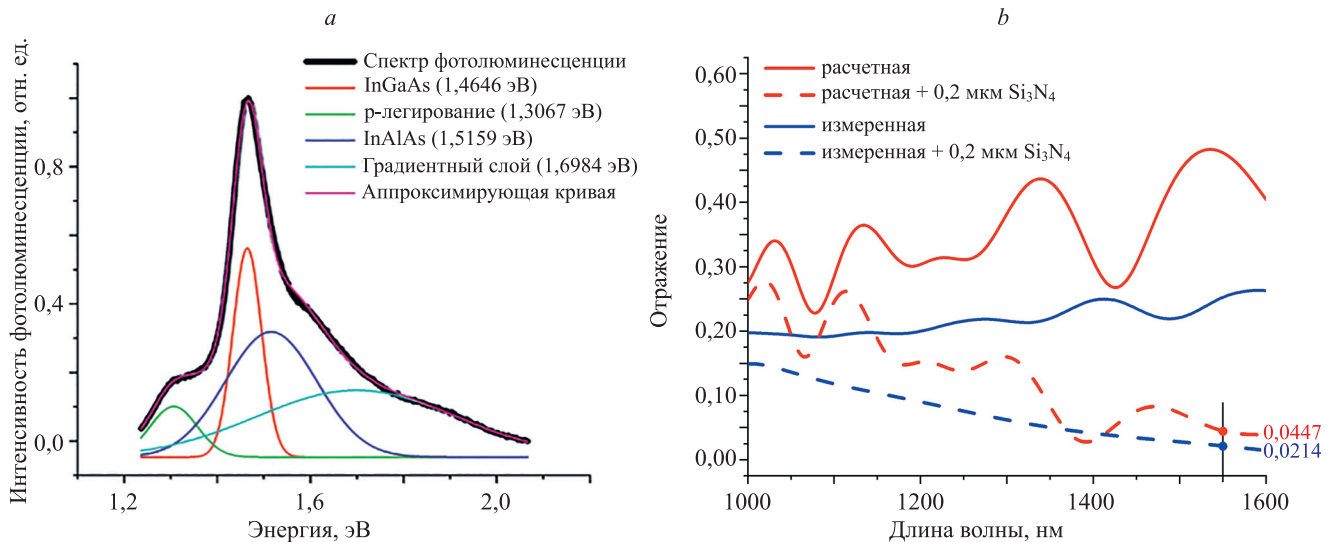 a
Интенсивность фотолюминесценции, отн. ед.
0,8
0,4
0,0
1,2
1,6
2,0
Энергия, эВ
Спектр фотолюминесценции
InGaAs (1,4646 эВ)
p-легирование (1,3067 эВ)
InAlAs (1,5159 эВ)
Градиентный слой (1,6984 эВ)
Аппроксимирующая кривая
b
Отражение
0,60
0,50
0,40
0,30
0,20
0,10
0,00
1000
1200
1400
1600
Длина волны, нм
расчетная
расчетная + 0,2 мкм Si₃N₄
измеренная
измеренная + 0,2 мкм Si₃N₄
0,0447
0,0214